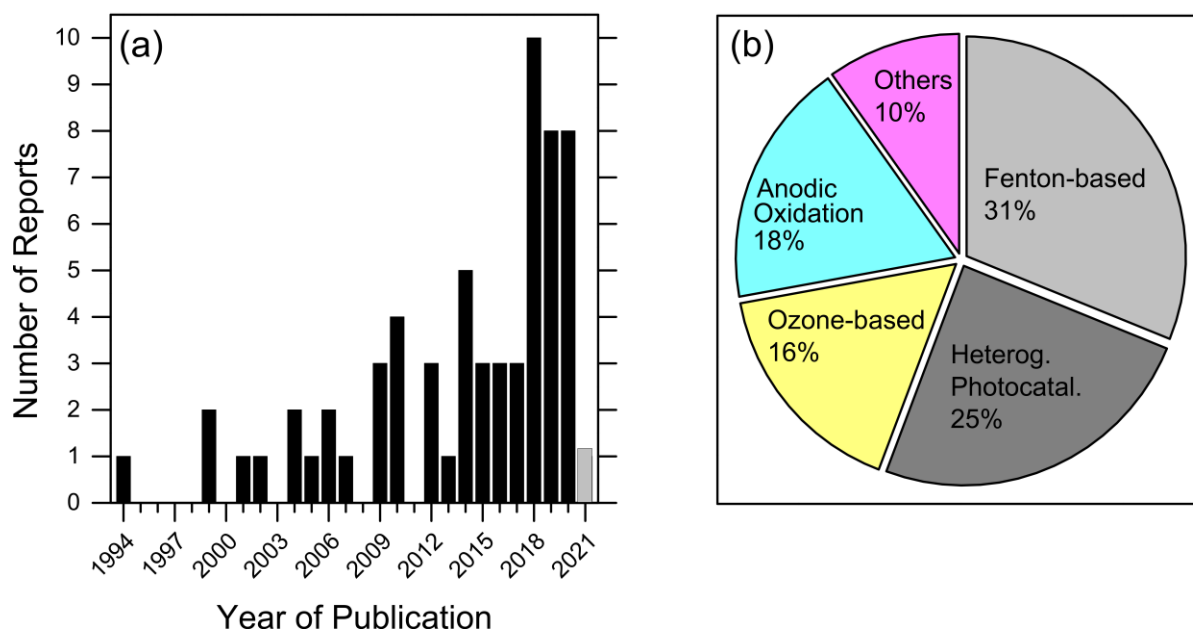 (a)
Number of Reports
10
9
8
7
6
5
4
3
2
1
0
1994
1997
2000
2003
2006
2009
2012
2015
2018
2021
Year of Publication
(b)
Others
10%
Fenton-based
31%
Anodic
Oxidation
18%
Ozone-based
16%
Heterog.
Photocatal.
25%